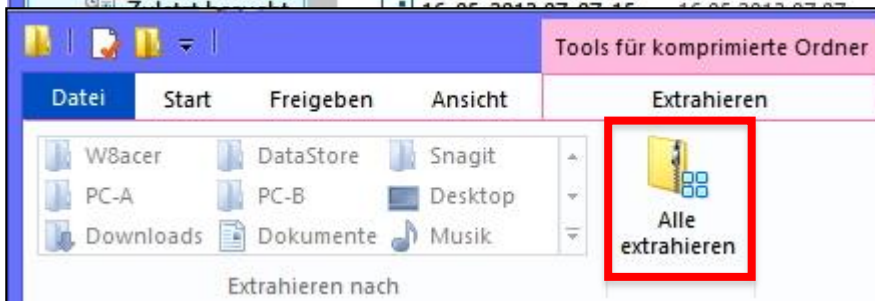 Tools für komprimierte Ordner
Datei Start Freigeben Ansicht Extrahieren
W8acer DataStore Snagit
PC-A PC-B Desktop
Downloads Dokumente Musik
Alle
extrahieren
Extrahieren nach